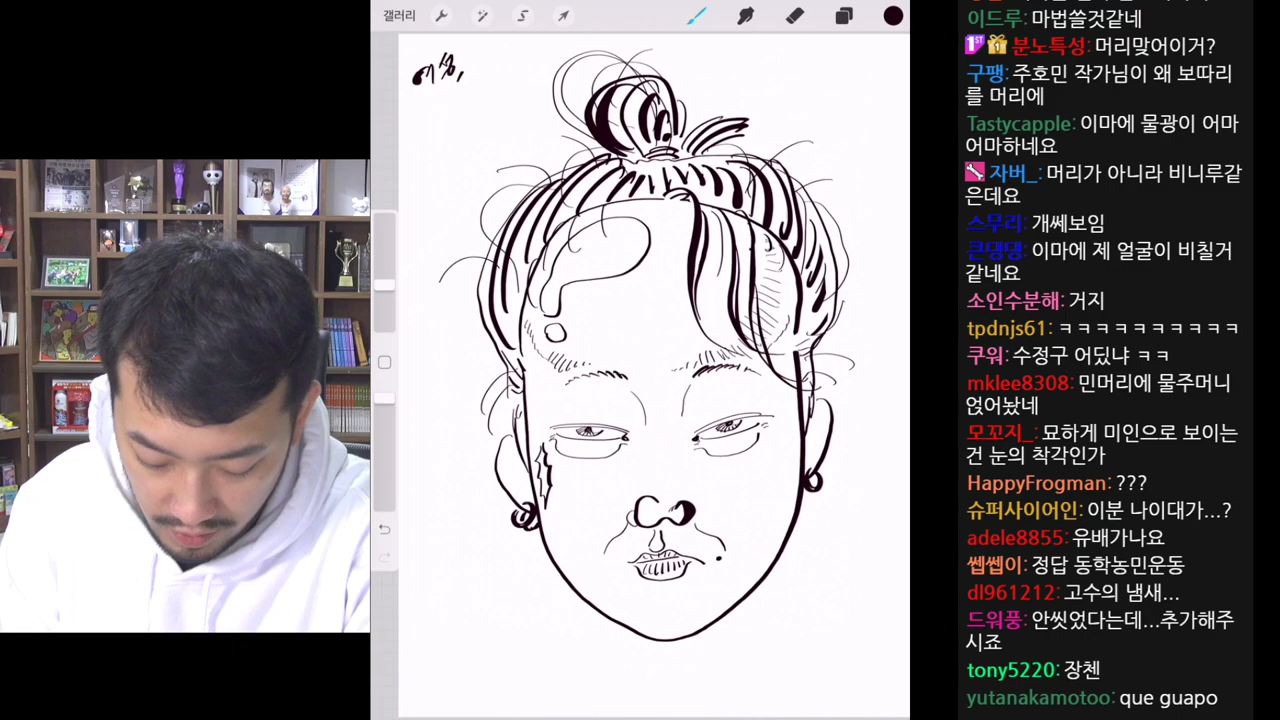 갤러리
여성,
이드루: 마법쓸것같네
1ST 분노특성: 머리맞어이거?
구팽: 주호민 작가님이 왜 보따리
를 머리에
Tastycapple: 이마에 물광이 어마
어마하네요
자버_: 머리가 아니라 비니루같
은데요
스무리: 개쎄보임
큰댕댕: 이마에 제 얼굴이 비칠거
같네요
소인수분해: 거지
tpdnjs61: ㅋㅋㅋㅋㅋㅋㅋㅋㅋㅋ
쿠워: 수정구 어딨냐 ㅋㅋ
mklee8308: 민머리에 물주머니
얹어놨네
모꼬지_: 묘하게 미인으로 보이는
건 눈의 착각인가
HappyFrogman: ???
슈퍼사이어인: 이분 나이대가...?
adele8855: 유배가나요
쎕쎕이: 정답 동학농민운동
dl961212: 고수의 냄새...
드워풍: 안씻었다는데...추가해주
시죠
tony5220: 장첸
yutanakamotoo: que guapo